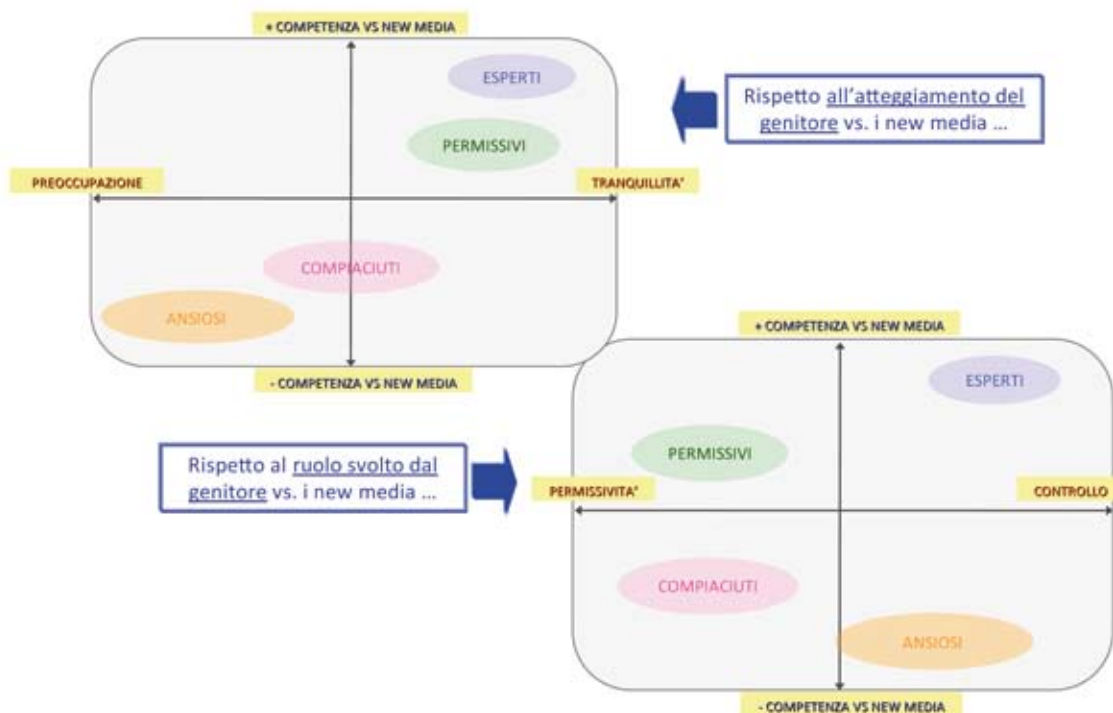 + COMPETENZA VS NEW MEDIA
ESPERTI
PERMISSIVI
PREOCCUPAZIONE
TRANQUILLITA'
COMPIACIUTI
ANSIOSI
- COMPETENZA VS NEW MEDIA
Rispetto all'atteggiamento del
genitore vs. i new media ...
Rispetto al ruolo svolto dal
genitore vs. i new media ...
+ COMPETENZA VS NEW MEDIA
ESPERTI
PERMISSIVI
PERMISSIVITA'
CONTROLLO
COMPIACIUTI
ANSIOSI
- COMPETENZA VS NEW MEDIA